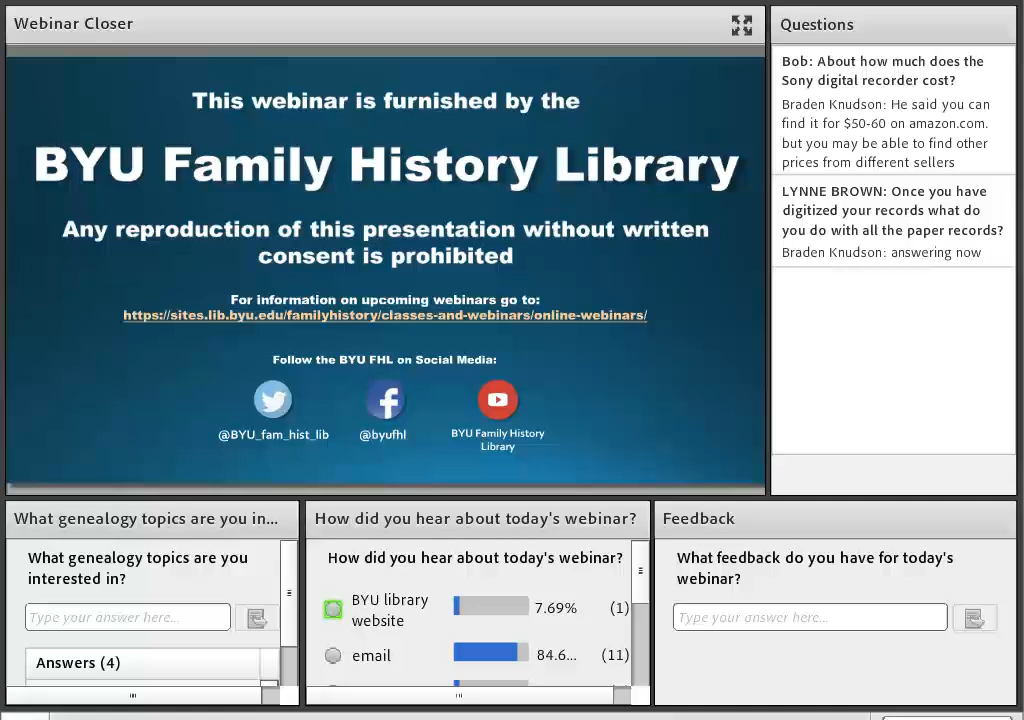 Webinar Closer
This webinar is furnished by the
BYU Family History Library
Any reproduction of this presentation without written
consent is prohibited
For information on upcoming webinars go to:
https://sites.lib.byu.edu/familyhistory/classes-and-webinars/online-webinars/
Follow the BYU FHL on Social Media:
@BYU_fam_hist_lib
@byufhl
BYU Family History
Library
Questions
Bob: About how much does the
Sony digital recorder cost?
Braden Knudson: He said you can
find it for $50-60 on amazon.com.
but you may be able to find other
prices from different sellers
LYNNE BROWN: Once you have
digitized your records what do
you do with all the paper records?
Braden Knudson: answering now
What genealogy topics are you in...
What genealogy topics are you
interested in?
Type your answer here...
Answers (4)
How did you hear about today's webinar?
How did you hear about today's webinar?
BYU library
website
7.69% (1)
email 84.6... (11)
Feedback
What feedback do you have for today's
webinar?
Type your answer here...